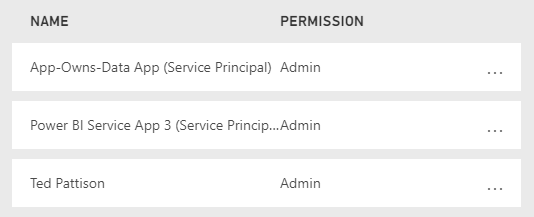 NAME PERMISSION
App-Owns-Data App (Service Principal) Admin ...
Power BI Service App 3 (Service Princip... Admin ...
Ted Pattison Admin ...